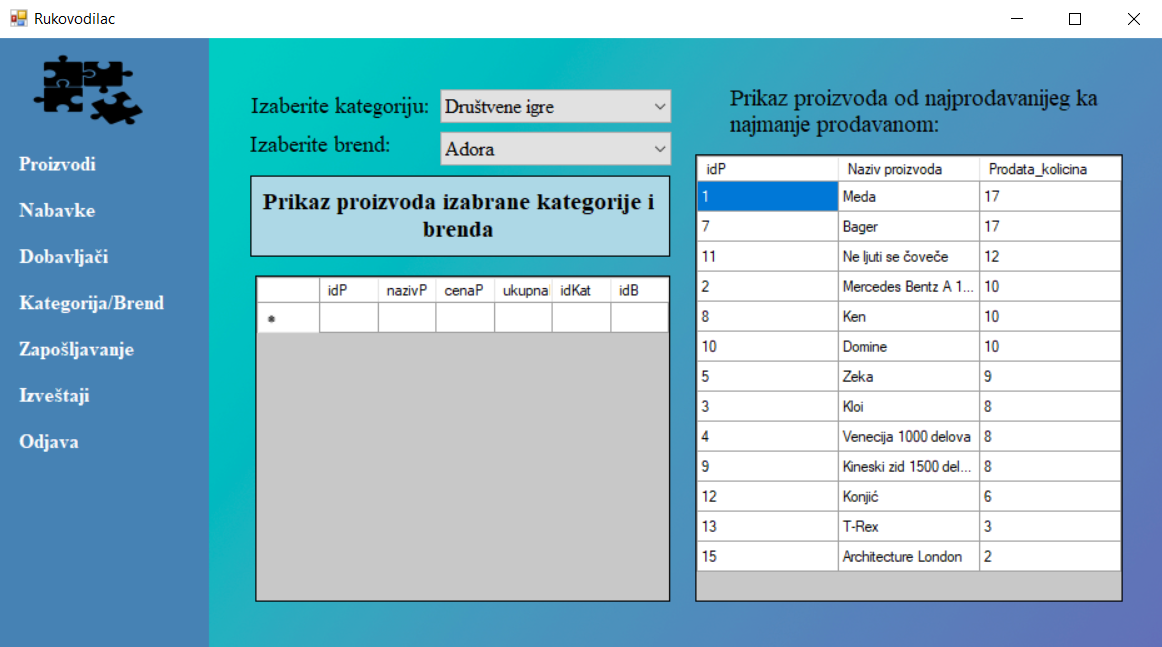 Rukovodilac
Proizvodi
Nabavke
Dobavljači
Kategorija/Brend
Zapošljavanje
Izveštaji
Odjava
Izaberite kategoriju: Društvene igre
Izaberite brend: Adora
Prikaz proizvoda izabrane kategorije i
brenda
idP nazivP cenaP ukupna idKat idB
*
Prikaz proizvoda od najprodavanijeg ka
najmanje prodavanom:
idP Naziv proizvoda Prodata_kolicina
1 Meda 17
7 Bager 17
11 Ne ljuti se čoveče 12
2 Mercedes Bentz A 1... 10
8 Ken 10
10 Domine 10
5 Zeka 9
3 Kloi 8
4 Venecija 1000 delova 8
9 Kineski zid 1500 del... 8
12 Konjić 6
13 T-Rex 3
15 Architecture London 2